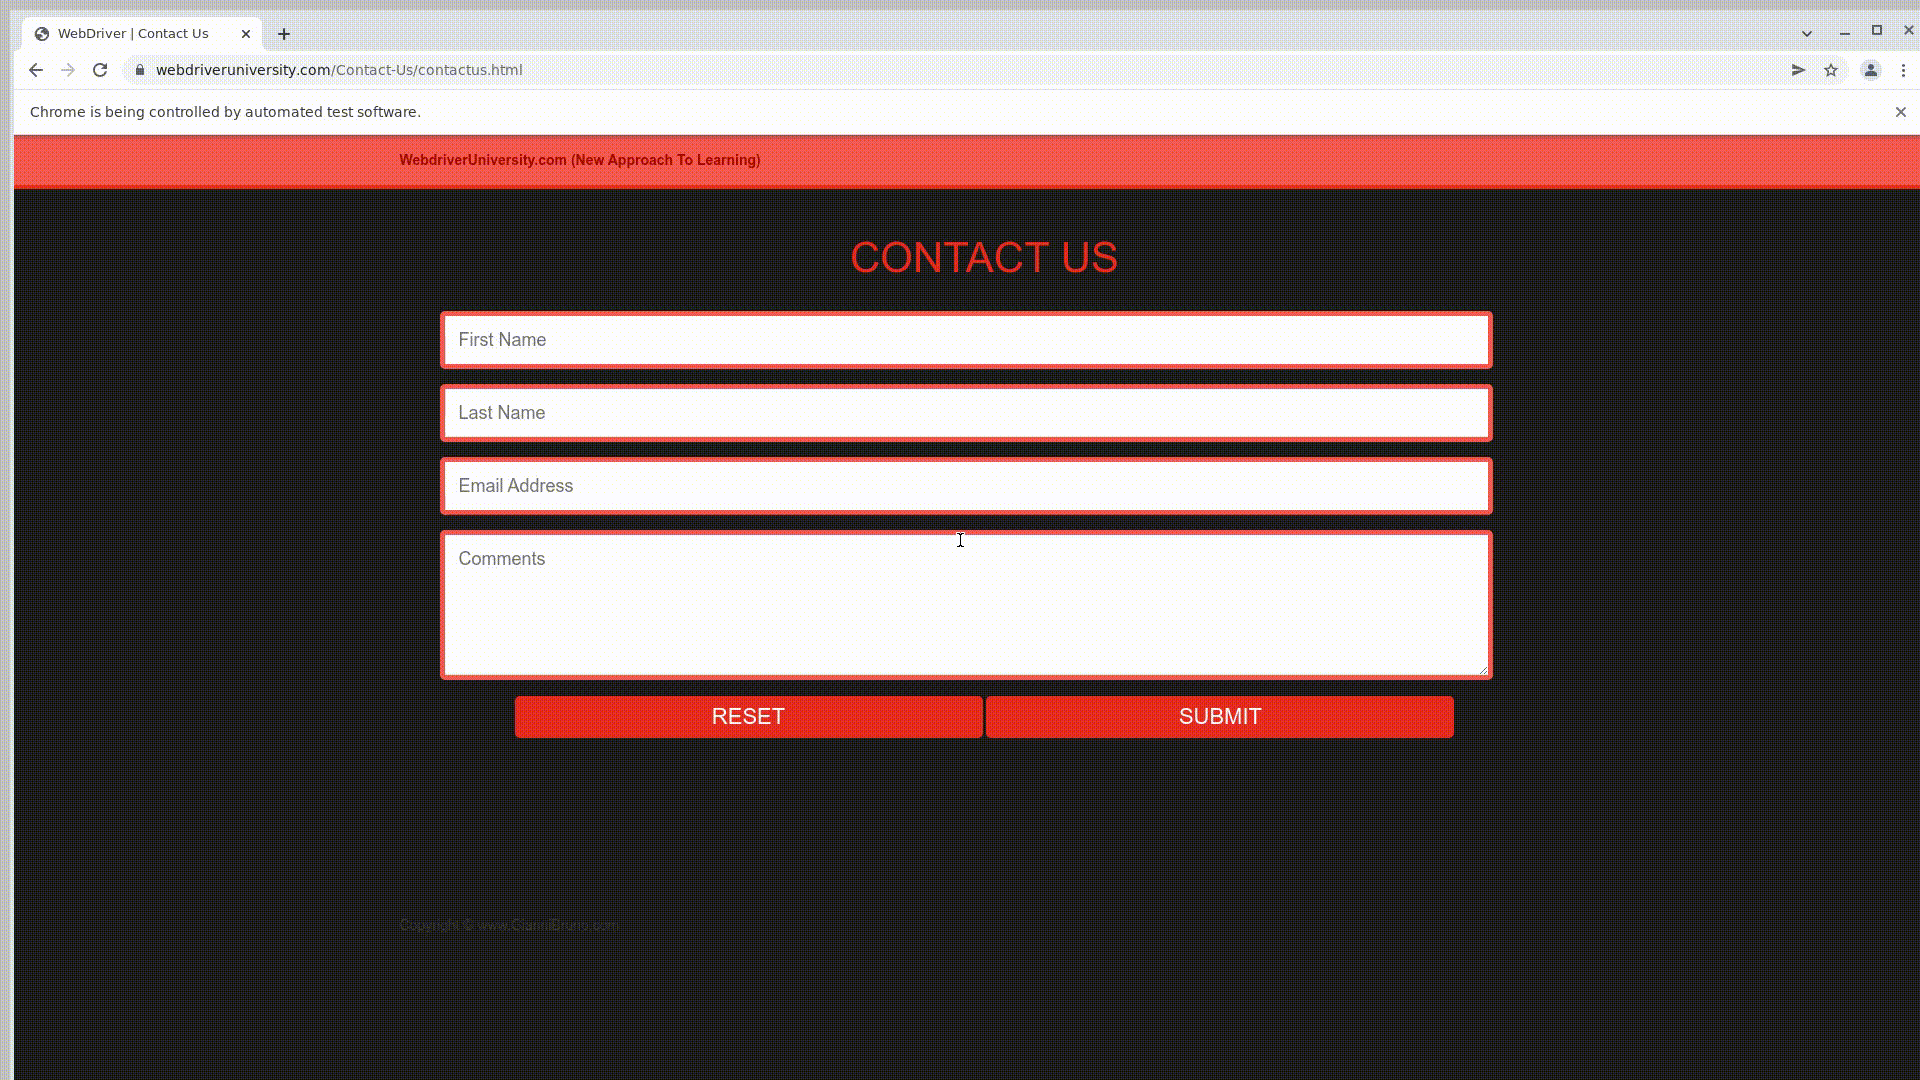 WebDriver | Contact Us
webdriveruniversity.com/Contact-Us/contactus.html
Chrome is being controlled by automated test software.
WebdriverUniversity.com (New Approach To Learning)
CONTACT US
First Name
Last Name
Email Address
Comments
RESET SUBMIT
Copyright © www.GianniBruno.com